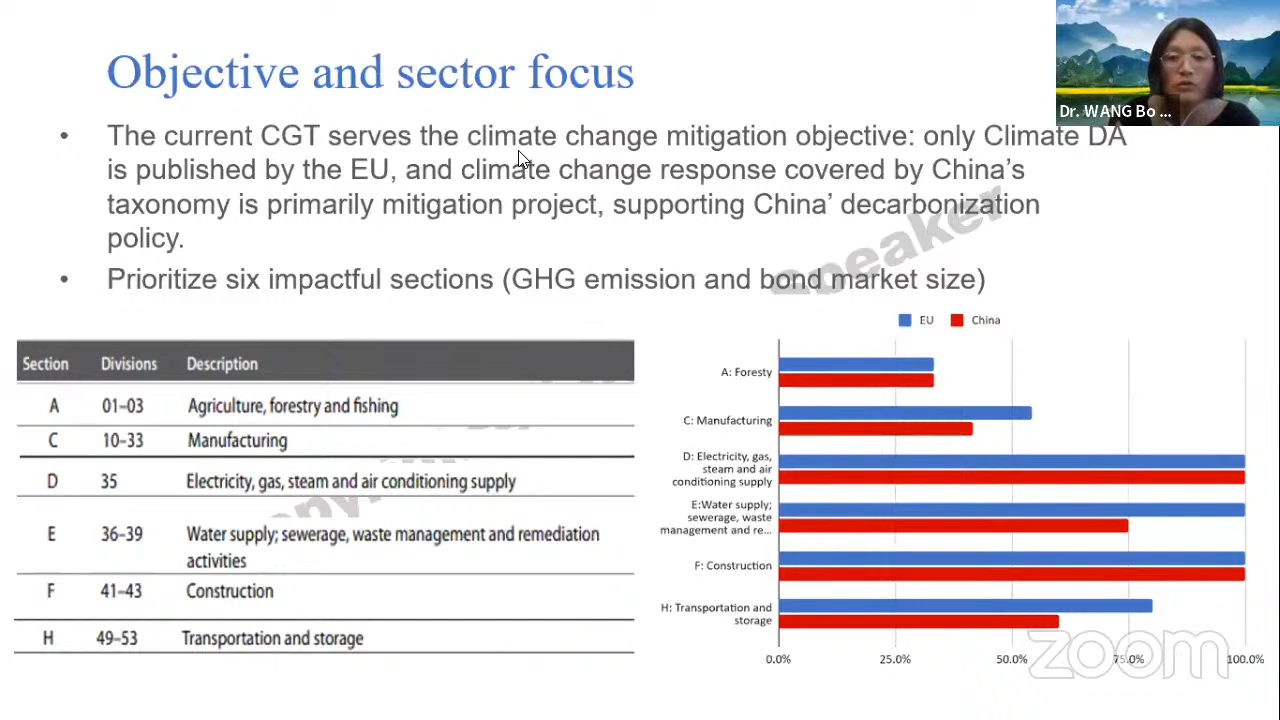 Objective and sector focus
Dr. WANG Bo ...
• The current CGT serves the climate change mitigation objective: only Climate DA
is published by the EU, and climate change response covered by China's
taxonomy is primarily mitigation project, supporting China' decarbonization
policy.
• Prioritize six impactful sections (GHG emission and bond market size)
Speaker
Section Divisions Description
A 01–03 Agriculture, forestry and fishing
C 10–33 Manufacturing
D 35 Electricity, gas, steam and air conditioning supply
E 36–39 Water supply; sewerage, waste management and remediation
activities
F 41–43 Construction
H 49–53 Transportation and storage
EU China
A: Foresty
C: Manufacturing
D: Electricity, gas,
steam and air
conditioning supply
E:Water supply;
sewerage, waste
management and re...
F: Construction
H: Transportation and
storage
0.0% 25.0% 50.0% 75.0% 100.0%
zoom